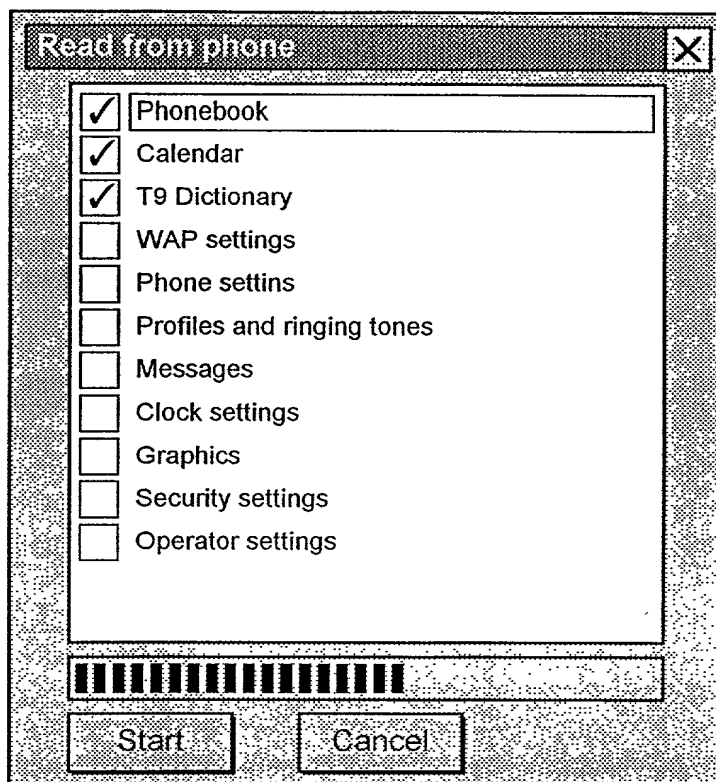 Read from phone
Phonebook
Calendar
T9 Dictionary
WAP settings
Phone settins
Profiles and ringing tones
Messages
Clock settings
Graphics
Security settings
Operator settings
Start Cancel